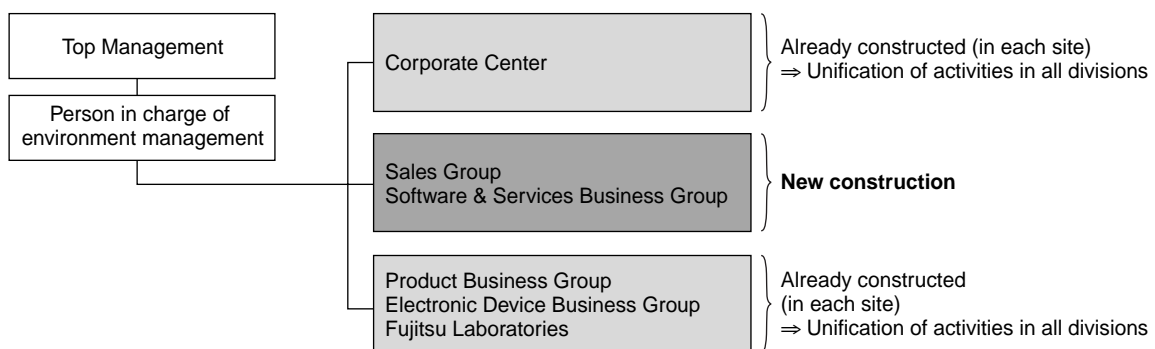 Top Management
Person in charge of
environment management
Corporate Center
Already constructed (in each site)
⇒ Unification of activities in all divisions
Sales Group
Software & Services Business Group
New construction
Product Business Group
Electronic Device Business Group
Fujitsu Laboratories
Already constructed
(in each site)
⇒ Unification of activities in all divisions